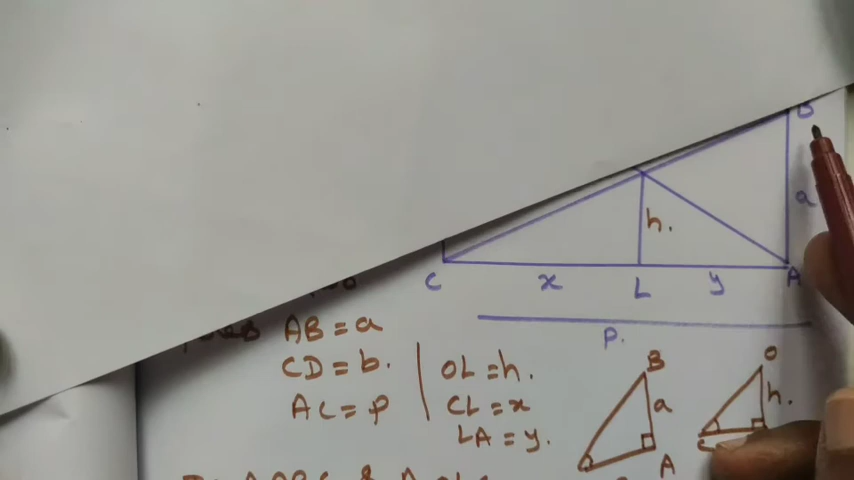 B
a
h.
C x L y A
P.
AB = a
CD = b. OL = h.
AC = p CL = x
LA = y.
B
a
A
O
h.
C